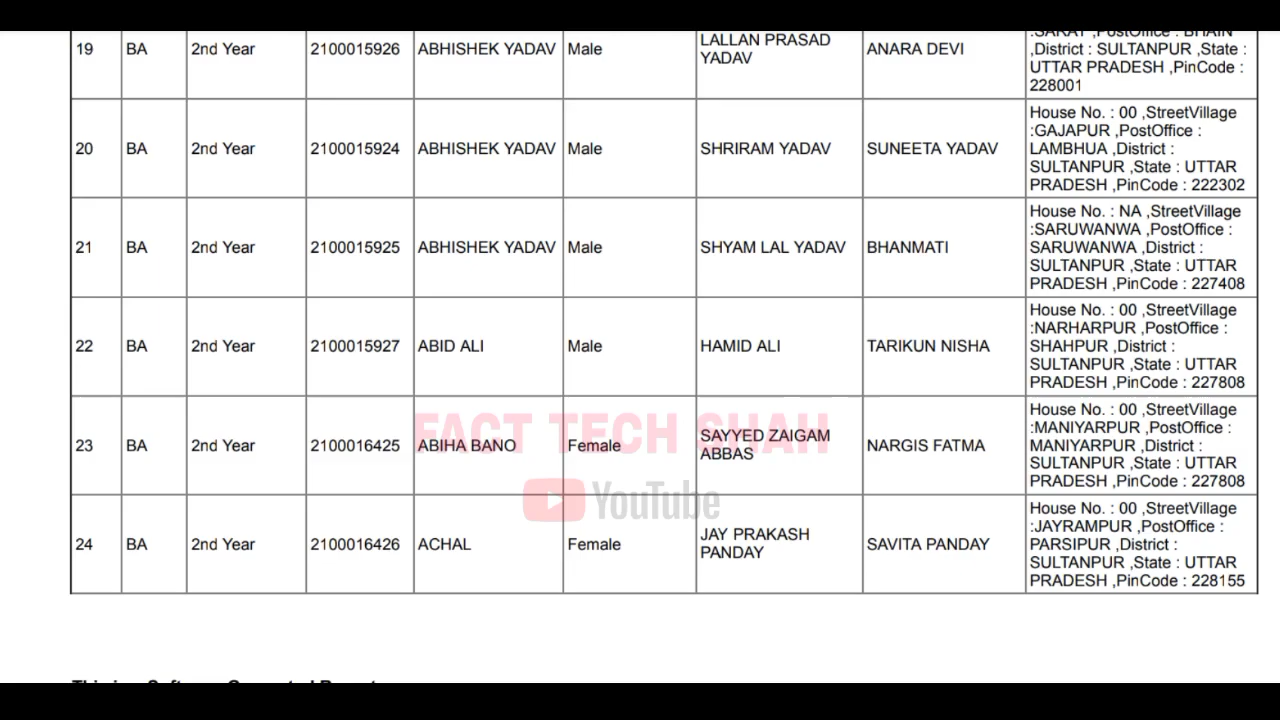 19 BA 2nd Year 2100015926 ABHISHEK YADAV Male LALLAN PRASAD YADAV ANARA DEVI :SARAY ,PostOffice : BHAIN
,District : SULTANPUR ,State :
UTTAR PRADESH ,PinCode :
228001
20 BA 2nd Year 2100015924 ABHISHEK YADAV Male SHRIRAM YADAV SUNEETA YADAV House No. : 00 ,StreetVillage
:GAJAPUR ,PostOffice :
LAMBHUA ,District :
SULTANPUR ,State : UTTAR
PRADESH ,PinCode : 222302
21 BA 2nd Year 2100015925 ABHISHEK YADAV Male SHYAM LAL YADAV BHANMATI House No. : NA ,StreetVillage
:SARUWANWA ,PostOffice :
SARUWANWA ,District :
SULTANPUR ,State : UTTAR
PRADESH ,PinCode : 227408
22 BA 2nd Year 2100015927 ABID ALI Male HAMID ALI TARIKUN NISHA House No. : 00 ,StreetVillage
:NARHARPUR ,PostOffice :
SHAHPUR ,District :
SULTANPUR ,State : UTTAR
PRADESH ,PinCode : 227808
23 BA 2nd Year 2100016425 ABIHA BANO Female SAYYED ZAIGAM ABBAS NARGIS FATMA House No. : 00 ,StreetVillage
:MANIYARPUR ,PostOffice :
MANIYARPUR ,District :
SULTANPUR ,State : UTTAR
PRADESH ,PinCode : 227808
FACT TECH SHAH
YouTube
24 BA 2nd Year 2100016426 ACHAL Female JAY PRAKASH PANDAY SAVITA PANDAY House No. : 00 ,StreetVillage
:JAYRAMPUR ,PostOffice :
PARSIPUR ,District :
SULTANPUR ,State : UTTAR
PRADESH ,PinCode : 228155